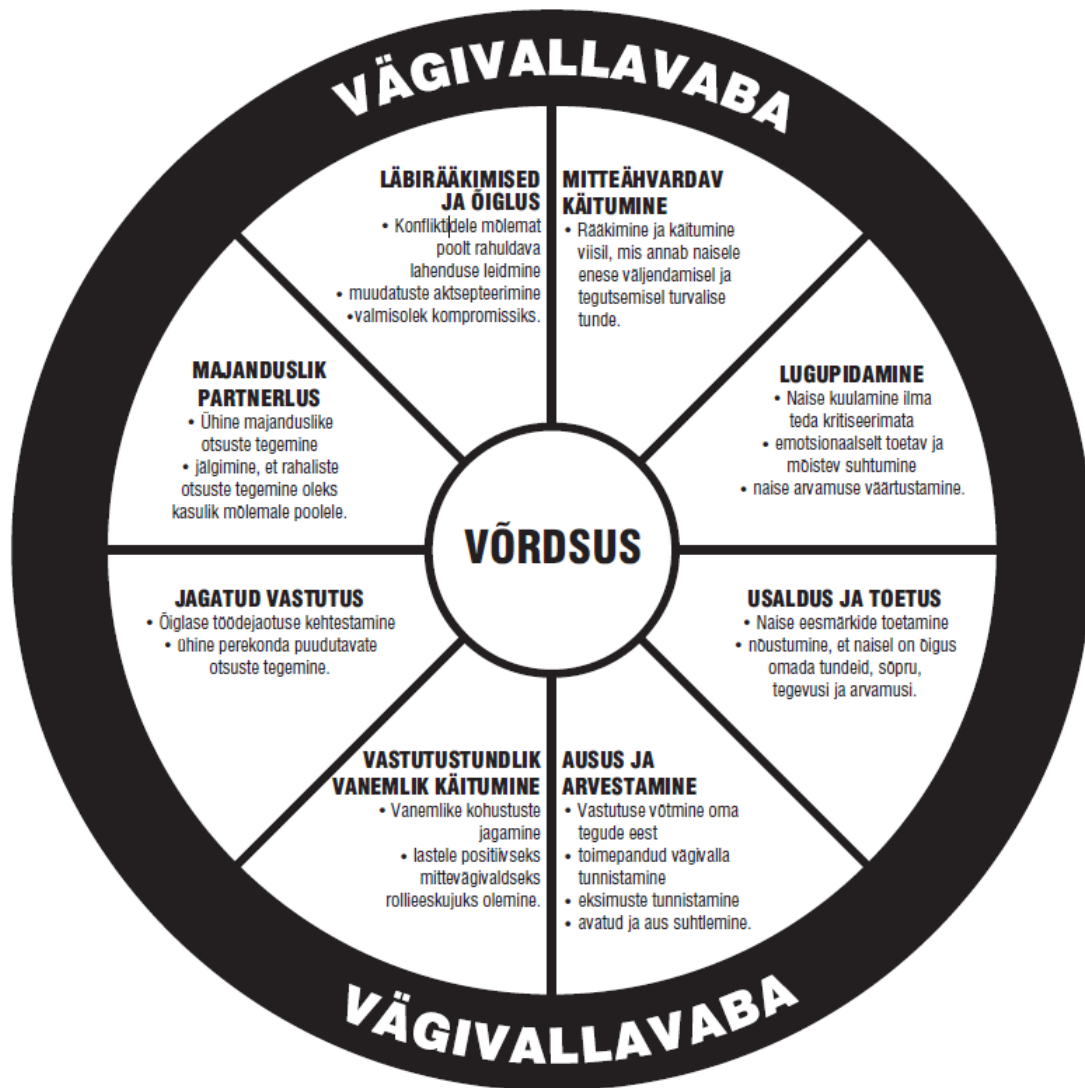 VÄGIVALLAVABA
LÄBIRÄÄKIMISED
JA ÕIGLUS
• Konfliktidele mõlemat
poolt rahuldava
lahenduse leidmine
• muudatuste aktsepteerimine
•valmisolek kompromissiks.
MITTEÄHVARDAV
KÄITUMINE
• Rääkimine ja käitumine
viisil, mis annab naisele
enese väljendamisel ja
tegutsemisel turvalise
tunde.
MAJANDUSLIK
PARTNERLUS
• Ühine majanduslike
otsuste tegemine
• jälgimine, et rahaliste
otsuste tegemine oleks
kasulik mõlemale poolele.
LUGUPIDAMINE
• Naise kuulamine ilma
teda kritiseerimata
• emotsionaalselt toetav ja
mõistev suhtumine
• naise arvamuse väärtustamine.
VÕRDSUS
JAGATUD VASTUTUS
• Õiglase töödejaotuse kehtestamine
• ühine perekonda puudutavate
otsuste tegemine.
USALDUS JA TOETUS
• Naise eesmärkide toetamine
• nõustumine, et naisel on õigus
omada tundeid, sõpru,
tegevusi ja arvamusi.
VASTUTUSTUNDLIK
VANEMLIK KÄITUMINE
• Vanemlike kohustuste
jagamine
• lastele positiivseks
mittevägivaldseks
rollieeskujuks olemine.
AUSUS JA
ARVESTAMINE
• Vastutuse võtmine oma
tegude eest
• toimepandud vägivalla
tunnistamine
• eksimuste tunnistamine
• avatud ja aus suhtlemine.
VÄGIVALLAVABA